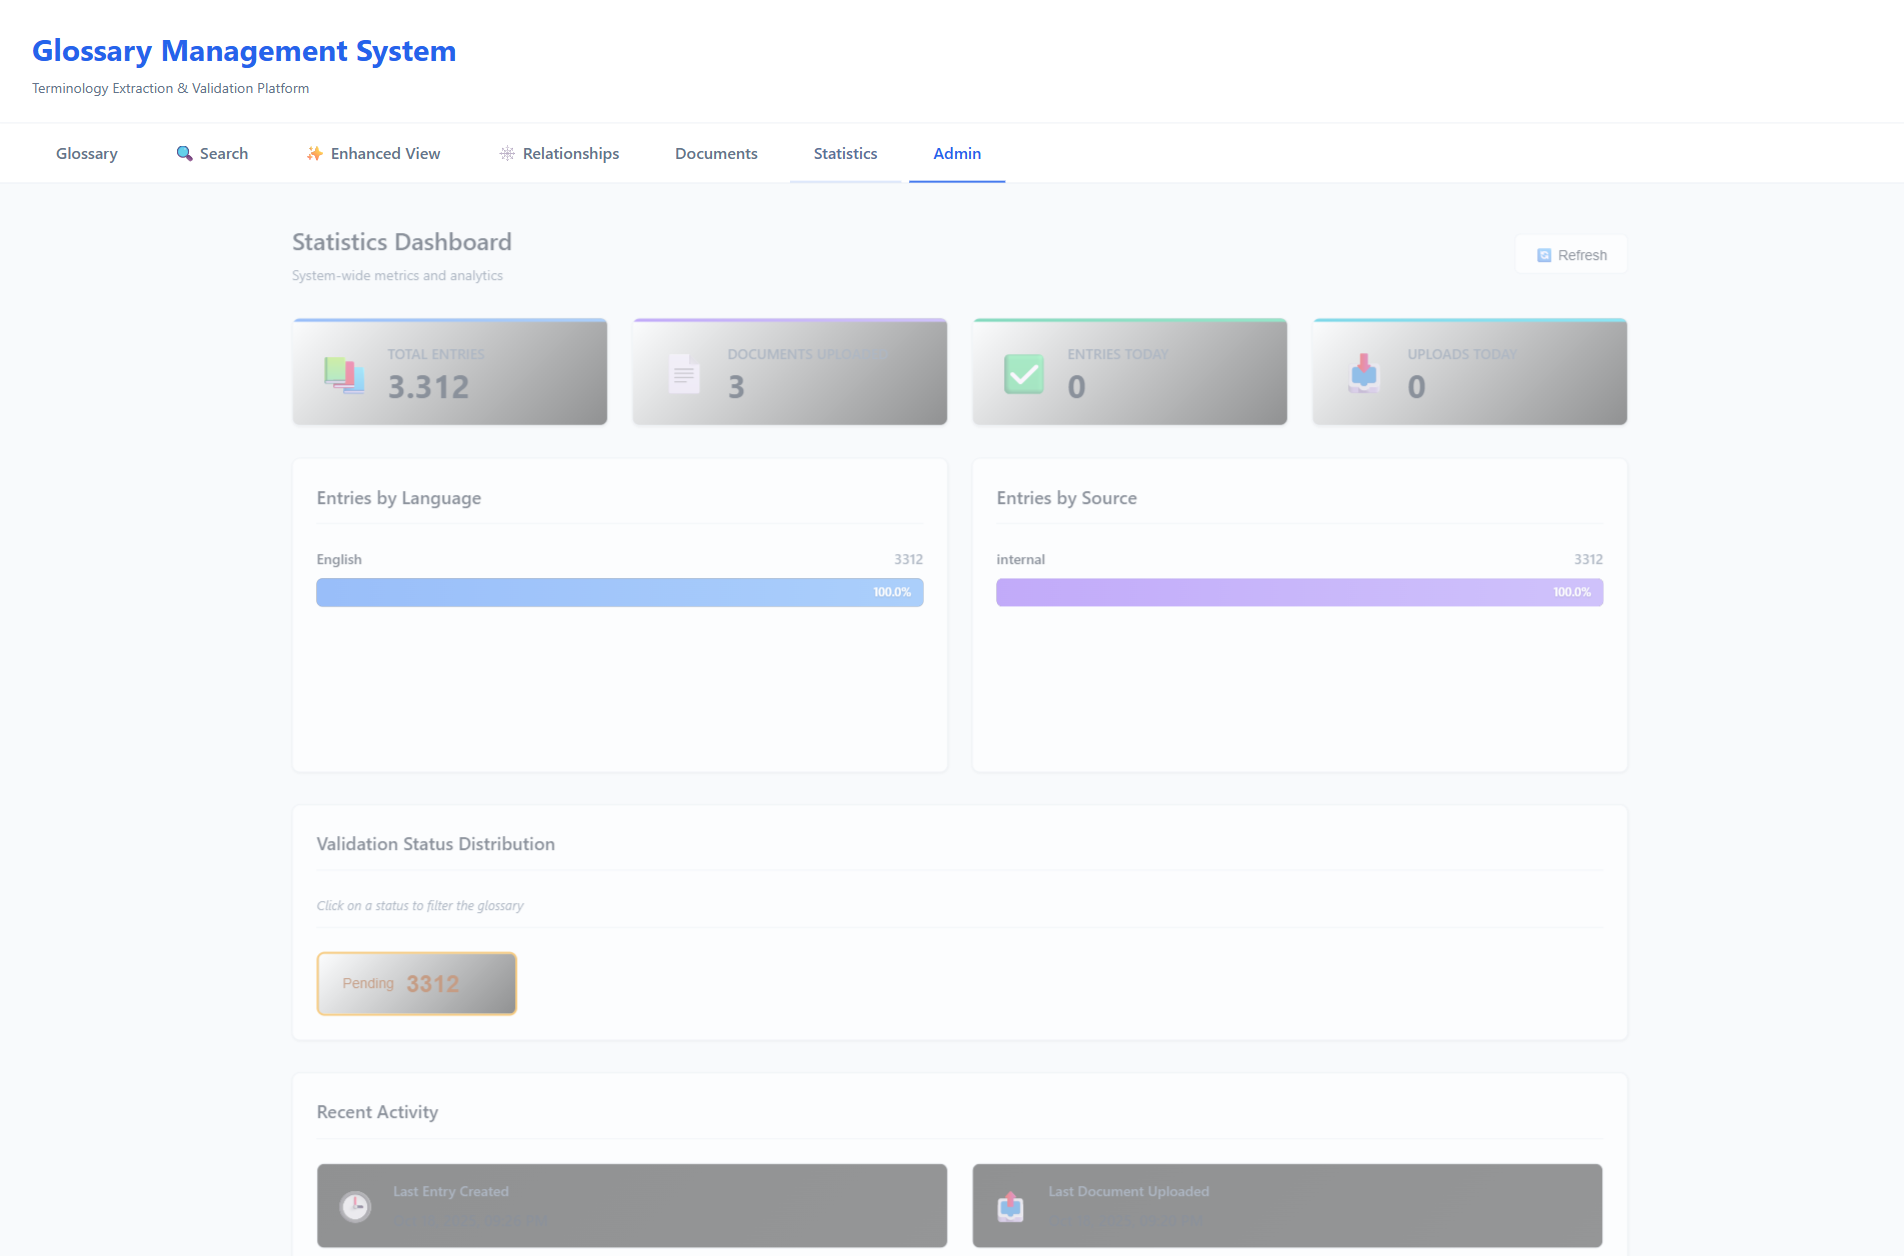 Glossary Management System
Terminology Extraction & Validation Platform
Glossary
Search
Enhanced View
Relationships
Documents
Statistics
Admin
Statistics Dashboard
System-wide metrics and analytics
Refresh
TOTAL ENTRIES
3.312
DOCUMENTS UPLOADED
3
ENTRIES TODAY
0
UPLOADS TODAY
0
Entries by Language
English 3312
100.0%
Entries by Source
internal 3312
100.0%
Validation Status Distribution
Click on a status to filter the glossary
Pending 3312
Recent Activity
Last Entry Created
Last Document Uploaded